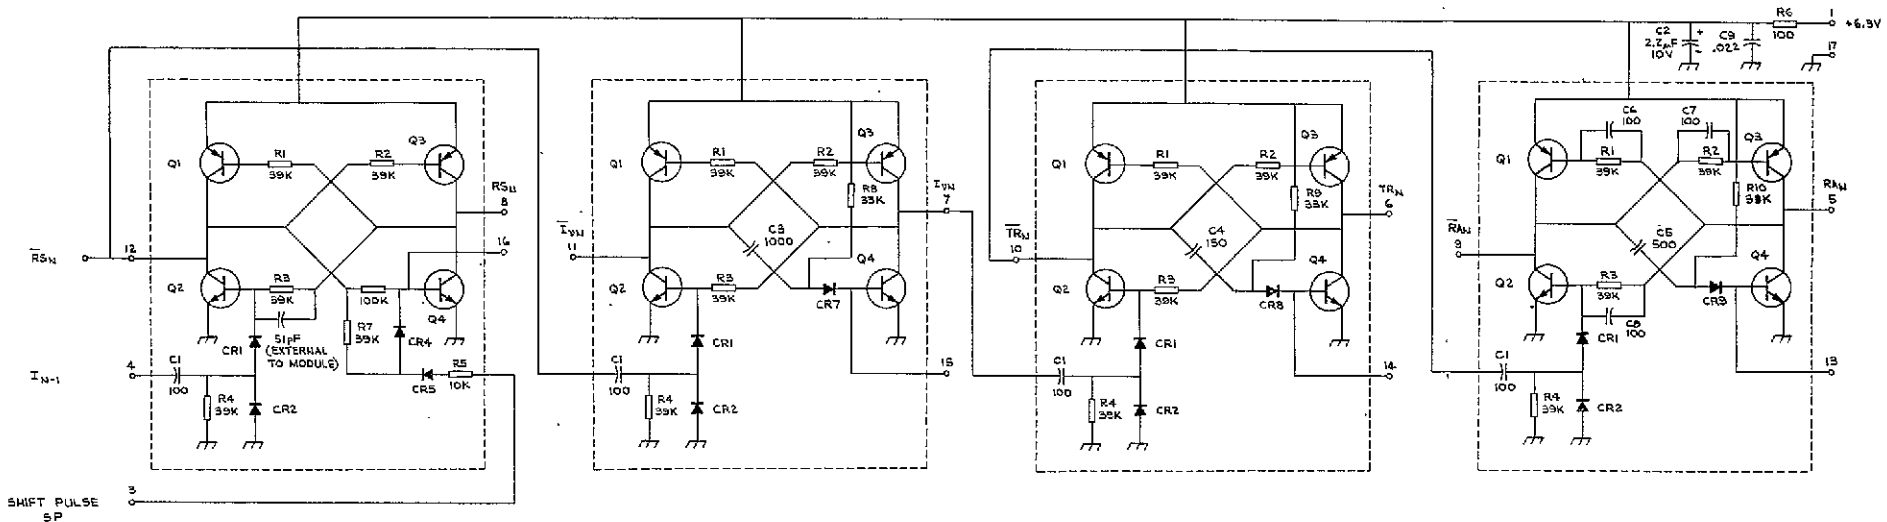 R6
100
1
+6.3V
C2
2.2µF
10V
+
-
C9
.022
17
Q1
R1
39K
R2
39K
Q3
RSN
8
16
RSN
12
Q2
R3
39K
100K
Q4
51pF
(EXTERNAL
TO MODULE)
R7
39K
CR4
CR1
CR5
R5
10K
IN-1
4
C1
100
R4
39K
CR2
SHIFT PULSE
SP
3
Q1
R1
39K
R2
39K
Q3
R8
33K
IVN
7
IVN
11
C3
1000
Q2
R3
39K
CR7
Q4
CR1
C1
100
R4
39K
CR2
15
Q1
R1
39K
R2
39K
Q3
R9
33K
TRN
6
TRN
10
C4
150
Q2
R3
39K
CR8
Q4
CR1
C1
100
R4
39K
CR2
14
C6
100
C7
100
Q1
R1
39K
R2
39K
Q3
R10
RAN
5
RAN
9
C5
500
Q2
R3
39K
CR9
Q4
C8
100
CR1
C1
100
R4
39K
CR2
13